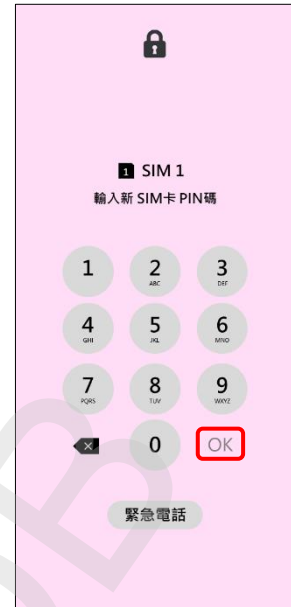 1 SIM 1
輸入新 SIM卡 PIN碼
1 2 3
ABC DEF
4 5 6
GHI JKL MNO
7 8 9
PQRS TUV WXYZ
0 OK
緊急電話